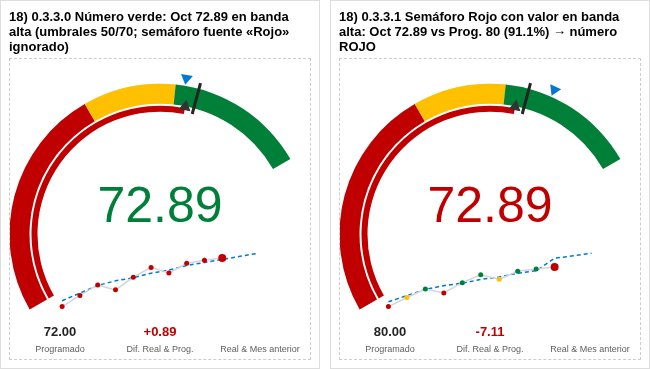 18) 0.3.3.0 Número verde: Oct 72.89 en banda
alta (umbrales 50/70; semáforo fuente «Rojo»
ignorado)
72.89
72.00
+0.89
Programado
Dif. Real & Prog.
Real & Mes anterior
18) 0.3.3.1 Semáforo Rojo con valor en banda
alta: Oct 72.89 vs Prog. 80 (91.1%) → número
ROJO
72.89
80.00
-7.11
Programado
Dif. Real & Prog.
Real & Mes anterior